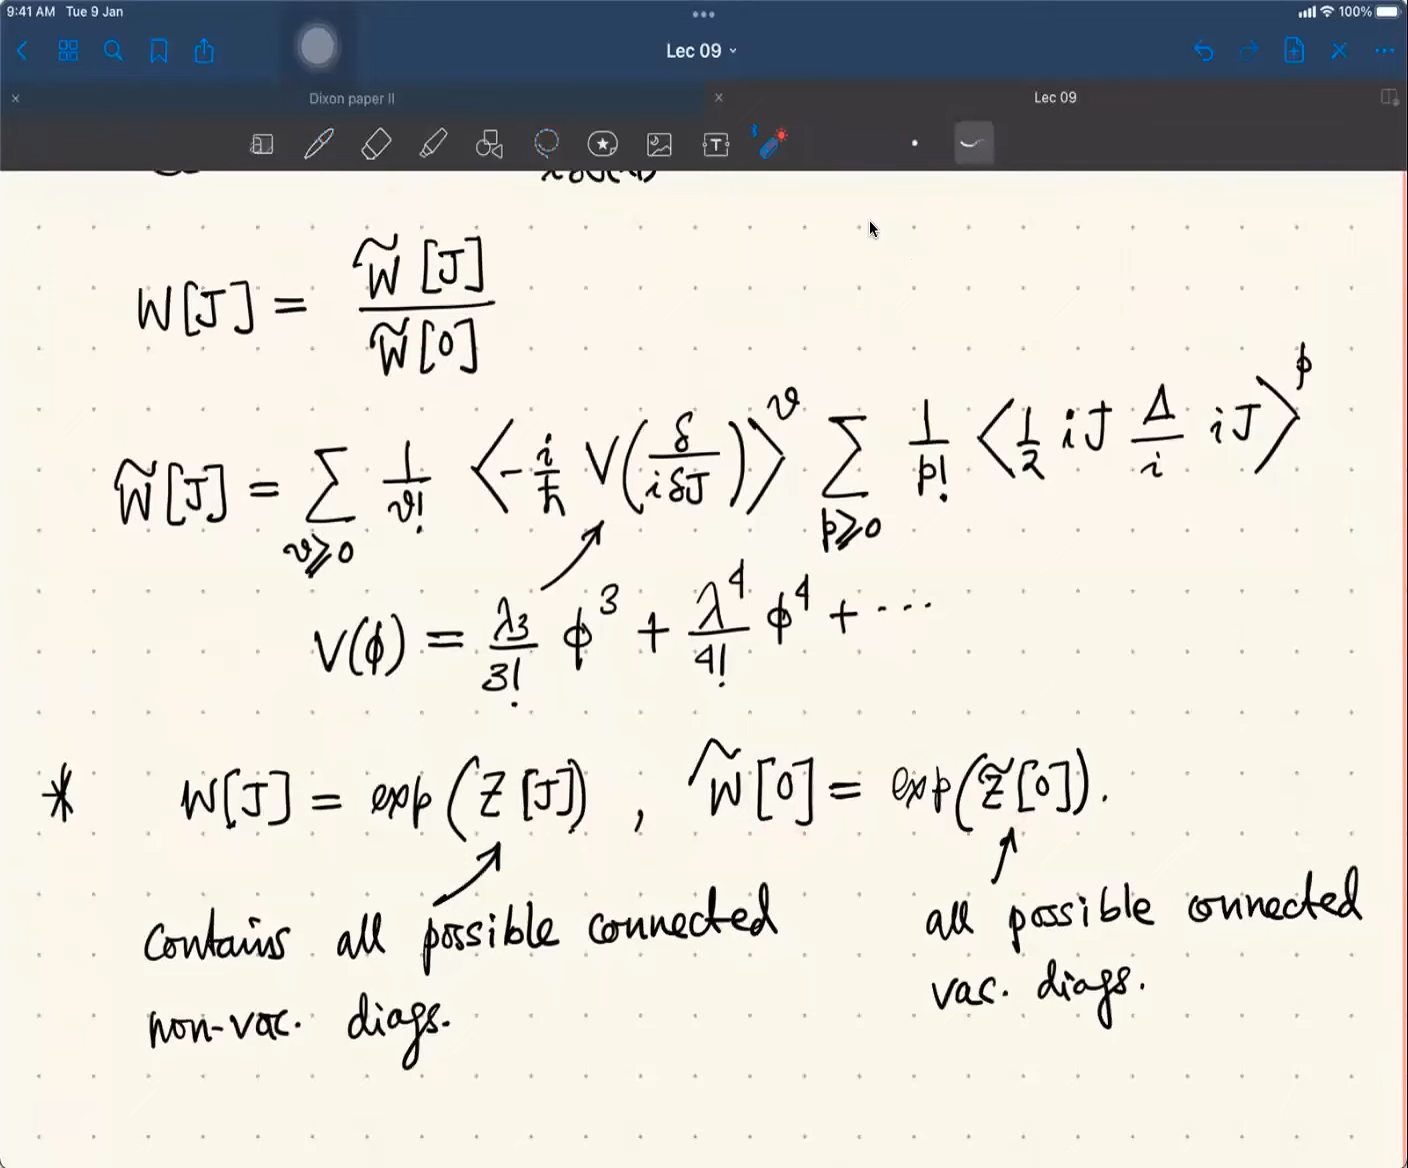 9:41 AM Tue 9 Jan
100%
Lec 09
Dixon paper II
Lec 09
W[J] = W̃[J] / W̃[0]
W̃[J] = ∑_{v≥0} 1/v! ⟨-i/ħ V(δ/iδJ)⟩^v ∑_{p≥0} 1/p! ⟨1/2 iJ Δ/i iJ⟩^p
V(ϕ) = λ3/3! ϕ^3 + λ^4/4! ϕ^4 + ···
* W[J] = exp(Z[J]) , W̃[0] = exp(Z̃[0]).
contains all possible connected
non-vac. diags.
all possible connected
vac. diags.